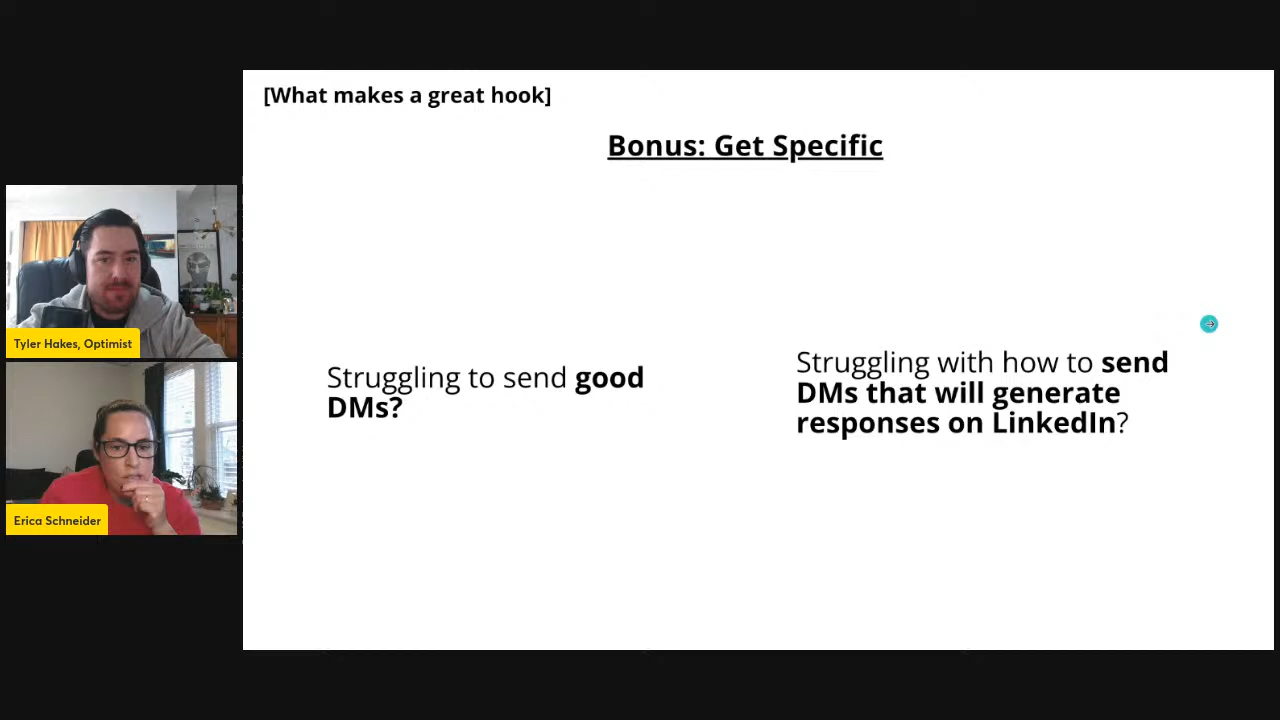 [What makes a great hook]
Bonus: Get Specific
Struggling to send good
DMs?
Struggling with how to send
DMs that will generate
responses on LinkedIn?
Tyler Hakes, Optimist
Erica Schneider